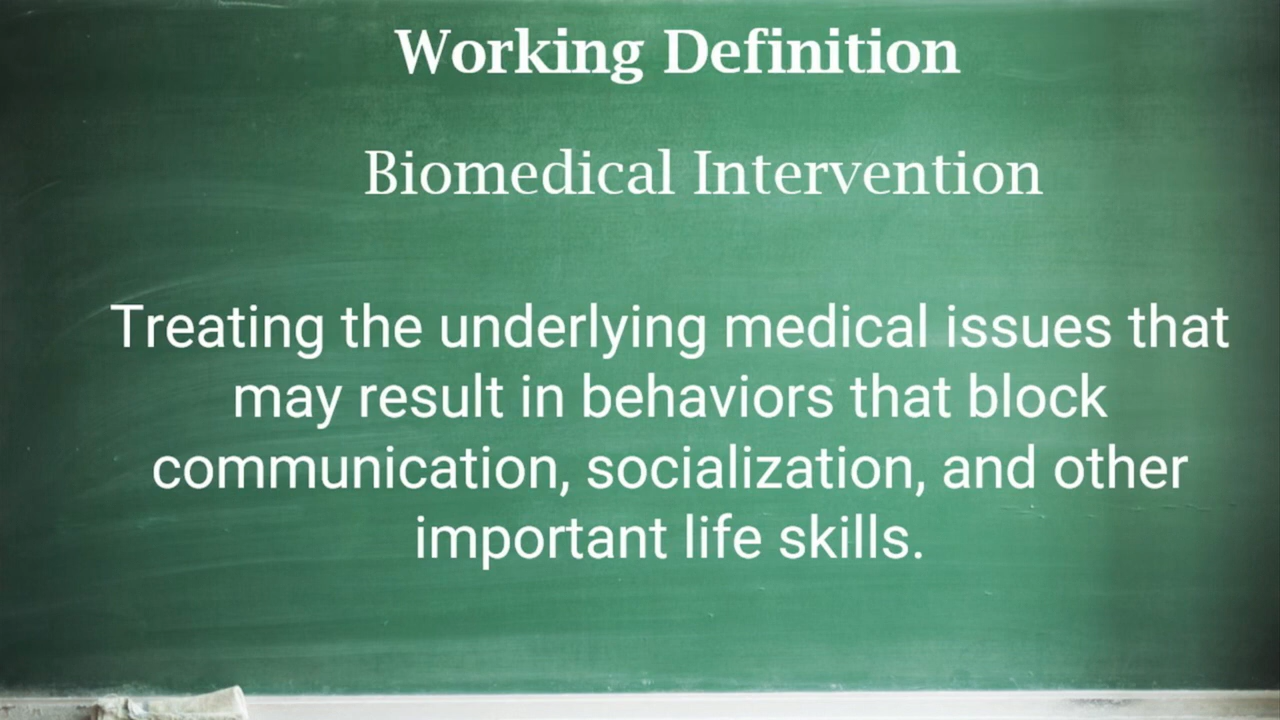 Working Definition
Biomedical Intervention
Treating the underlying medical issues that
may result in behaviors that block
communication, socialization, and other
important life skills.